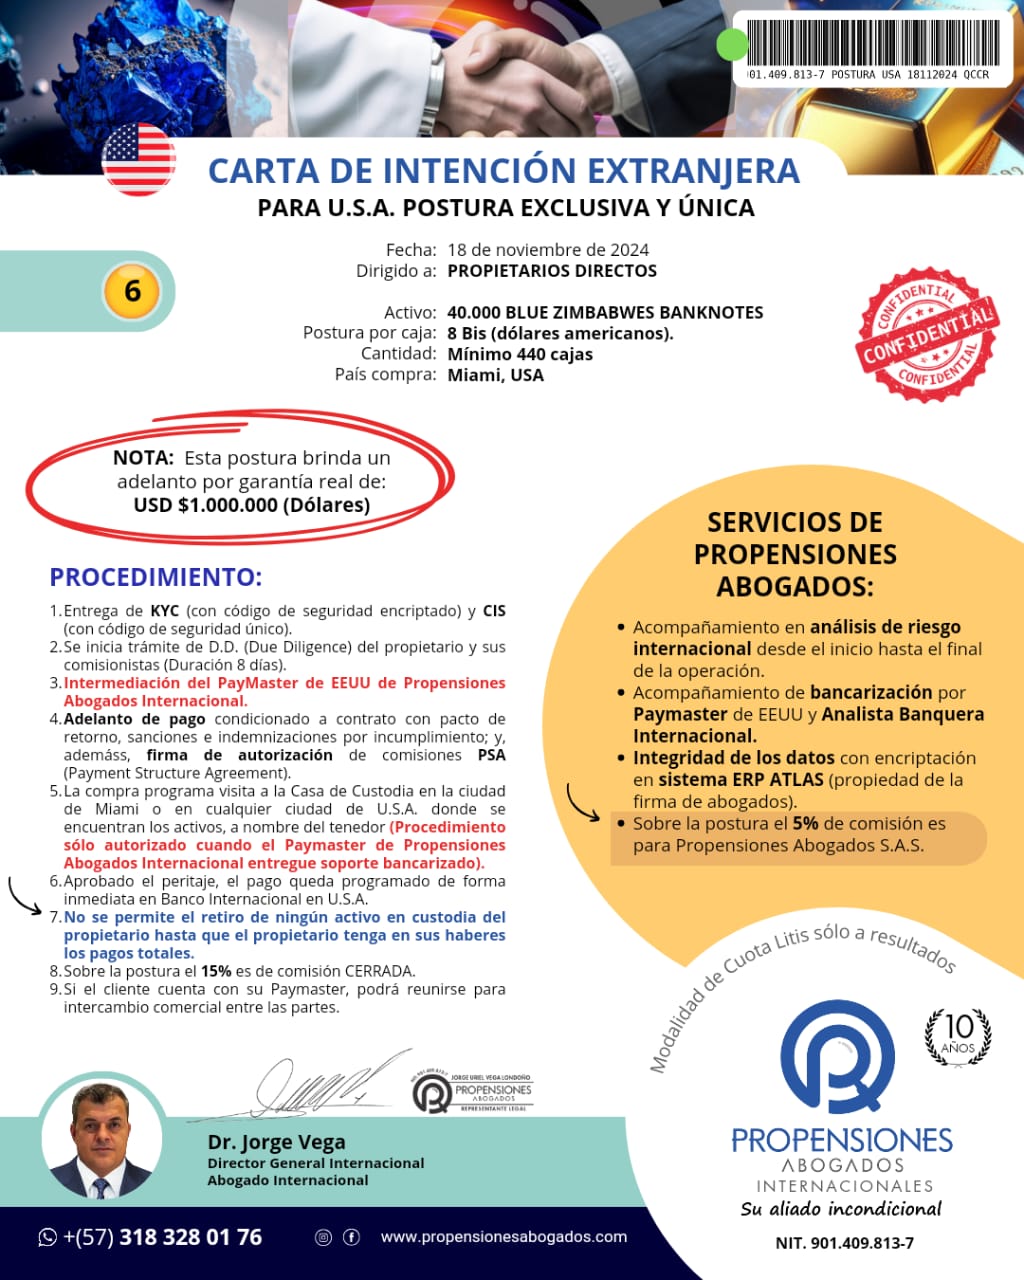 01.409.813-7 POSTURA USA 18112024 QCCR
CARTA DE INTENCIÓN EXTRANJERA
PARA U.S.A. POSTURA EXCLUSIVA Y ÚNICA
Fecha: 18 de noviembre de 2024
Dirigido a: PROPIETARIOS DIRECTOS
6
Activo: 40.000 BLUE ZIMBABWES BANKNOTES
Postura por caja: 8 Bis (dólares americanos).
Cantidad: Mínimo 440 cajas
País compra: Miami, USA
CONFIDENTIAL
CONFIDENTIAL
CONFIDENTIAL
NOTA: Esta postura brinda un
adelanto por garantía real de:
USD $1.000.000 (Dólares)
PROCEDIMIENTO:
1. Entrega de KYC (con código de seguridad encriptado) y CIS
(con código de seguridad único).
2. Se inicia trámite de D.D. (Due Diligence) del propietario y sus
comisionistas (Duración 8 días).
3. Intermediación del PayMaster de EEUU de Propensiones
Abogados Internacional.
4. Adelanto de pago condicionado a contrato con pacto de
retorno, sanciones e indemnizaciones por incumplimiento; y,
ademáss, firma de autorización de comisiones PSA
(Payment Structure Agreement).
5. La compra programa visita a la Casa de Custodia en la ciudad
de Miami o en cualquier ciudad de U.S.A. donde se
encuentran los activos, a nombre del tenedor (Procedimiento
sólo autorizado cuando el Paymaster de Propensiones
Abogados Internacional entregue soporte bancarizado).
6. Aprobado el peritaje, el pago queda programado de forma
inmediata en Banco Internacional en U.S.A.
7. No se permite el retiro de ningún activo en custodia del
propietario hasta que el propietario tenga en sus haberes
los pagos totales.
8. Sobre la postura el 15% es de comisión CERRADA.
9. Si el cliente cuenta con su Paymaster, podrá reunirse para
intercambio comercial entre las partes.
SERVICIOS DE
PROPENSIONES
ABOGADOS:
• Acompañamiento en análisis de riesgo
internacional desde el inicio hasta el final
de la operación.
• Acompañamiento de bancarización por
Paymaster de EEUU y Analista Banquera
Internacional.
• Integridad de los datos con encriptación
en sistema ERP ATLAS (propiedad de la
firma de abogados).
• Sobre la postura el 5% de comisión es
para Propensiones Abogados S.A.S.
Modalidad de Cuota Litis sólo a resultados
10
AÑOS
PROPENSIONES
ABOGADOS
INTERNACIONALES
Su aliado incondicional
NIT. 901.409.813-7
JORGE URIEL VEGA LONDOÑO
PROPENSIONES
ABOGADOS
REPRESENTANTE LEGAL
Dr. Jorge Vega
Director General Internacional
Abogado Internacional
+(57) 318 328 01 76
www.propensionesabogados.com